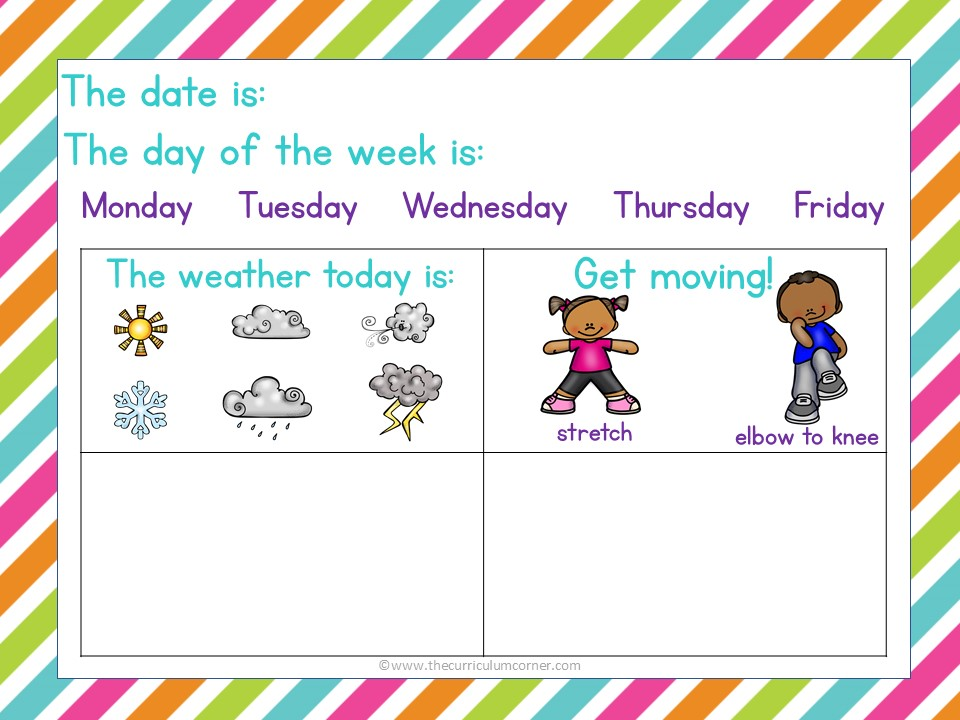 The date is:
The day of the week is:
Monday Tuesday Wednesday Thursday Friday
The weather today is:
Get moving!
stretch
elbow to knee
©www.thecurriculumcorner.com